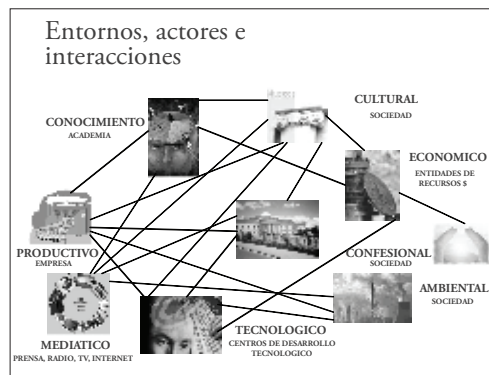 Entornos, actores e
interacciones
CULTURAL
SOCIEDAD
CONOCIMIENTO
ACADEMIA
ECONOMICO
ENTIDADES DE
RECURSOS $
PRODUCTIVO
EMPRESA
CONFESIONAL
SOCIEDAD
AMBIENTAL
SOCIEDAD
MEDIATICO
PRENSA, RADIO, TV, INTERNET
TECNOLOGICO
CENTROS DE DESARROLLO
TECNOLOGICO